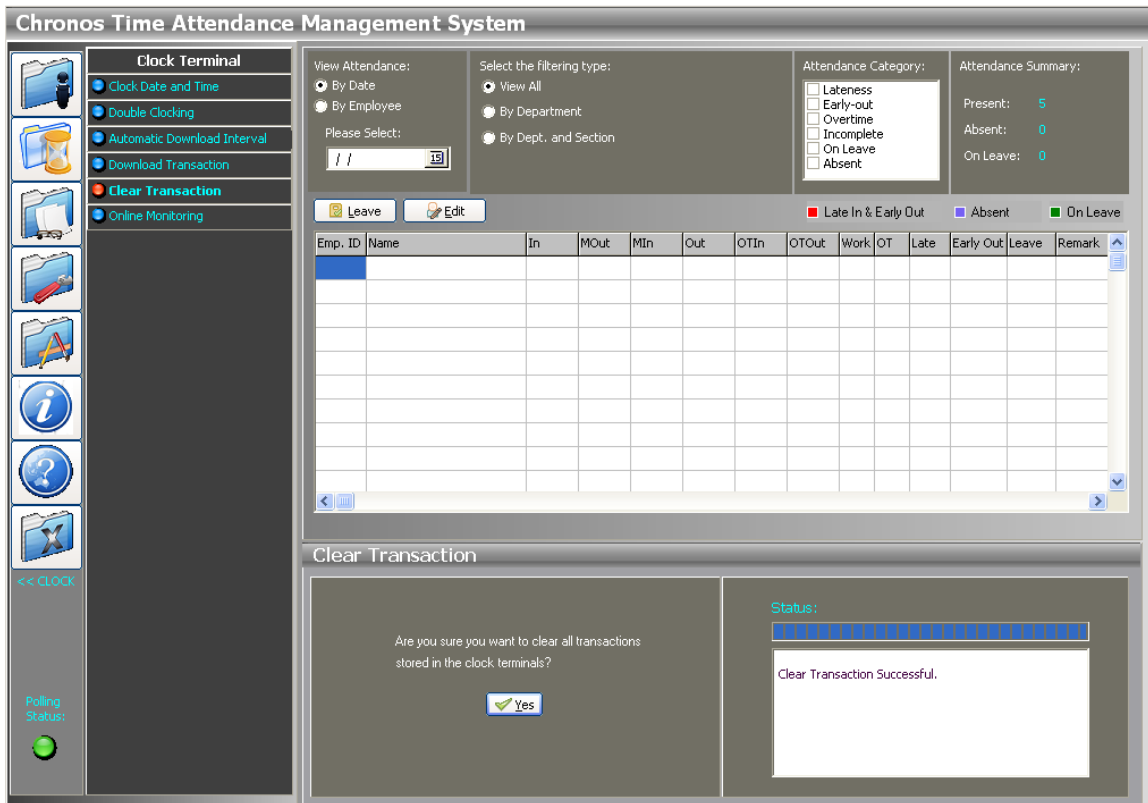 Chronos Time Attendance Management System
Clock Terminal
Clock Date and Time
Double Clocking
Automatic Download Interval
Download Transaction
Clear Transaction
Online Monitoring
<< CLOCK
Polling
Status:
View Attendance:
By Date
By Employee
Please Select:
/ /
15
Select the filtering type:
View All
By Department
By Dept. and Section
Attendance Category:
Lateness
Early-out
Overtime
Incomplete
On Leave
Absent
Attendance Summary:
Present: 5
Absent: 0
On Leave: 0
Leave Edit
Late In & Early Out Absent On Leave
Emp. ID Name In MOut MIn Out OTIn OTOut Work OT Late Early Out Leave Remark
Clear Transaction
Are you sure you want to clear all transactions
stored in the clock terminals?
Yes
Status:
Clear Transaction Successful.